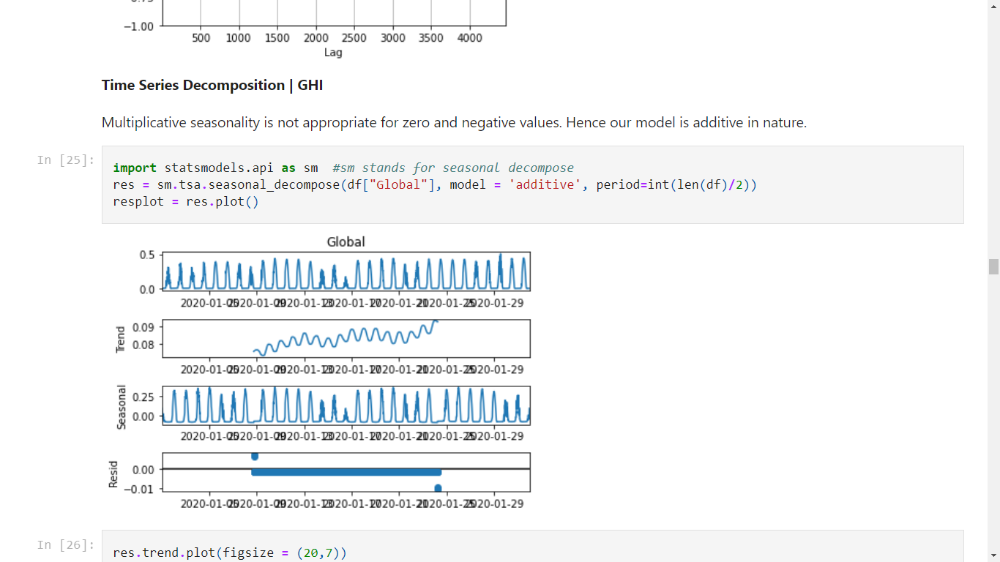 −1.00
500 1000 1500 2000 2500 3000 3500 4000
Lag
Time Series Decomposition | GHI
Multiplicative seasonality is not appropriate for zero and negative values. Hence our model is additive in nature.
In [25]:
import statsmodels.api as sm  #sm stands for seasonal decompose
res = sm.tsa.seasonal_decompose(df["Global"], model = 'additive', period=int(len(df)/2))
resplot = res.plot()
Global
0.5
0.0
2020-01-05 2020-01-09 2020-01-13 2020-01-17 2020-01-21 2020-01-25 2020-01-29
Trend
0.09
0.08
2020-01-05 2020-01-09 2020-01-13 2020-01-17 2020-01-21 2020-01-25 2020-01-29
Seasonal
0.25
0.00
2020-01-05 2020-01-09 2020-01-13 2020-01-17 2020-01-21 2020-01-25 2020-01-29
Resid
0.00
−0.01
2020-01-05 2020-01-09 2020-01-13 2020-01-17 2020-01-21 2020-01-25 2020-01-29
In [26]:
res.trend.plot(figsize = (20,7))